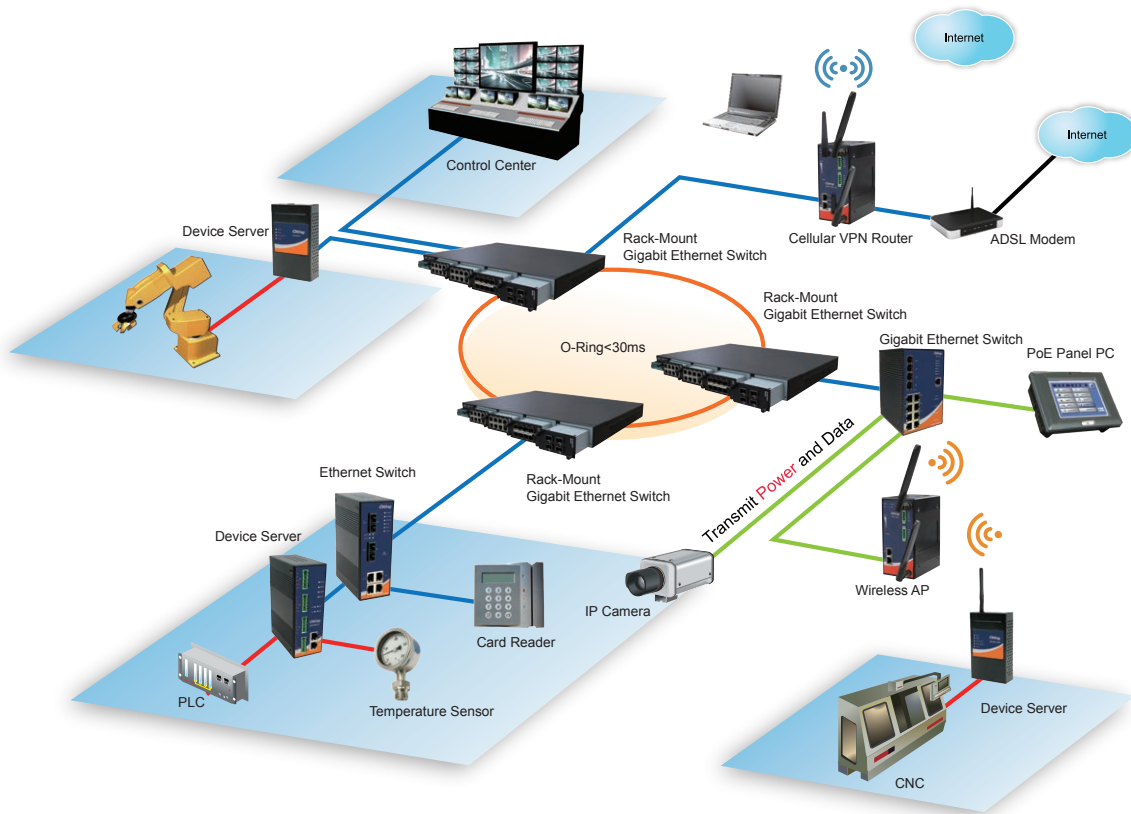 Internet
Internet
Control Center
Device Server
Rack-Mount
Gigabit Ethernet Switch
Cellular VPN Router
ADSL Modem
Rack-Mount
Gigabit Ethernet Switch
O-Ring<30ms
Gigabit Ethernet Switch
PoE Panel PC
Rack-Mount
Gigabit Ethernet Switch
Ethernet Switch
Transmit Power and Data
Device Server
IP Camera
Wireless AP
Card Reader
PLC
Temperature Sensor
Device Server
CNC